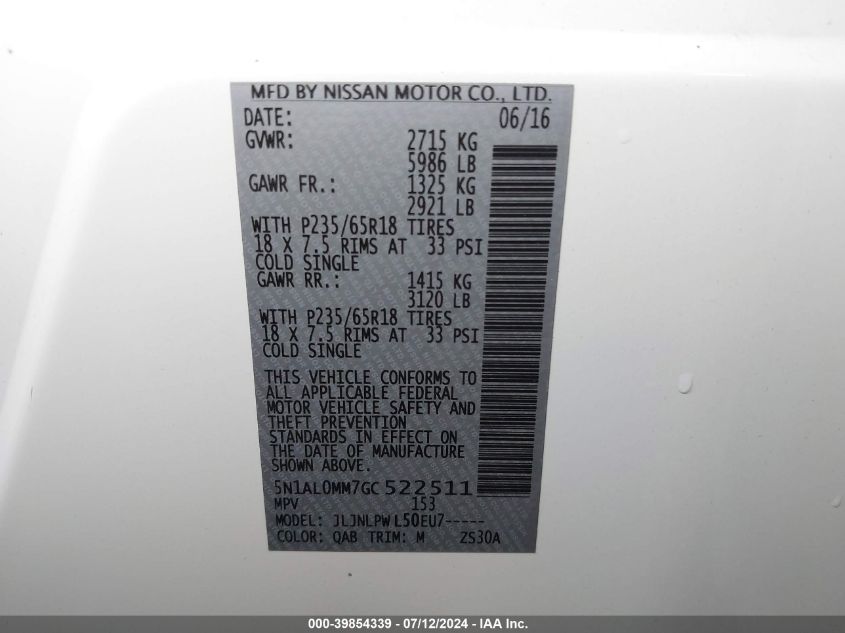 MFD BY NISSAN MOTOR CO., LTD.
DATE: 06/16
GVWR: 2715 KG
5986 LB
GAWR FR.: 1325 KG
2921 LB
WITH P235/65R18 TIRES
18 X 7.5 RIMS AT 33 PSI
COLD SINGLE
GAWR RR.: 1415 KG
3120 LB
WITH P235/65R18 TIRES
18 X 7.5 RIMS AT 33 PSI
COLD SINGLE
THIS VEHICLE CONFORMS TO
ALL APPLICABLE FEDERAL
MOTOR VEHICLE SAFETY AND
THEFT PREVENTION
STANDARDS IN EFFECT ON
THE DATE OF MANUFACTURE
SHOWN ABOVE.
5N1AL0MM7GC522511
MPV 153
MODEL: JLJNLPW L50EU7-----
COLOR: QAB TRIM: M ZS30A
000-39854339 - 07/12/2024 - IAA Inc.